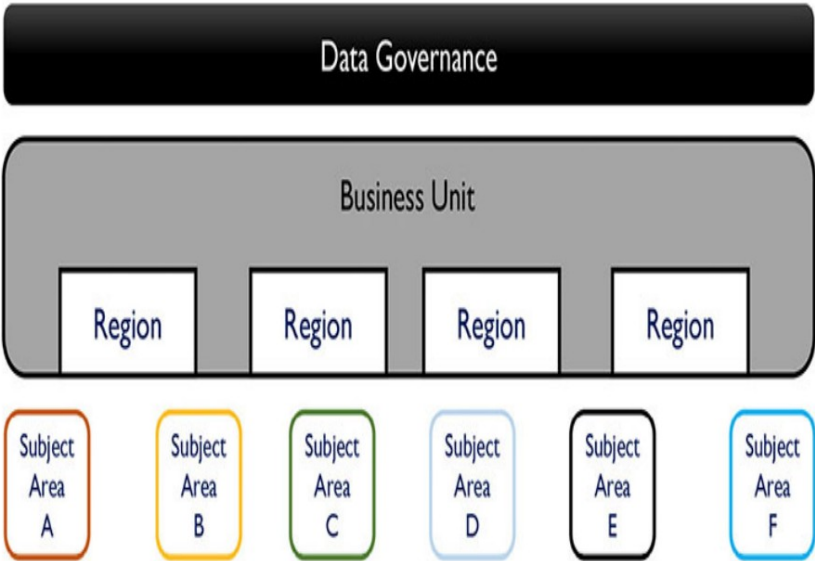 Data Governance
Business Unit
Region
Region
Region
Region
Subject
Area
A
Subject
Area
B
Subject
Area
C
Subject
Area
D
Subject
Area
E
Subject
Area
F